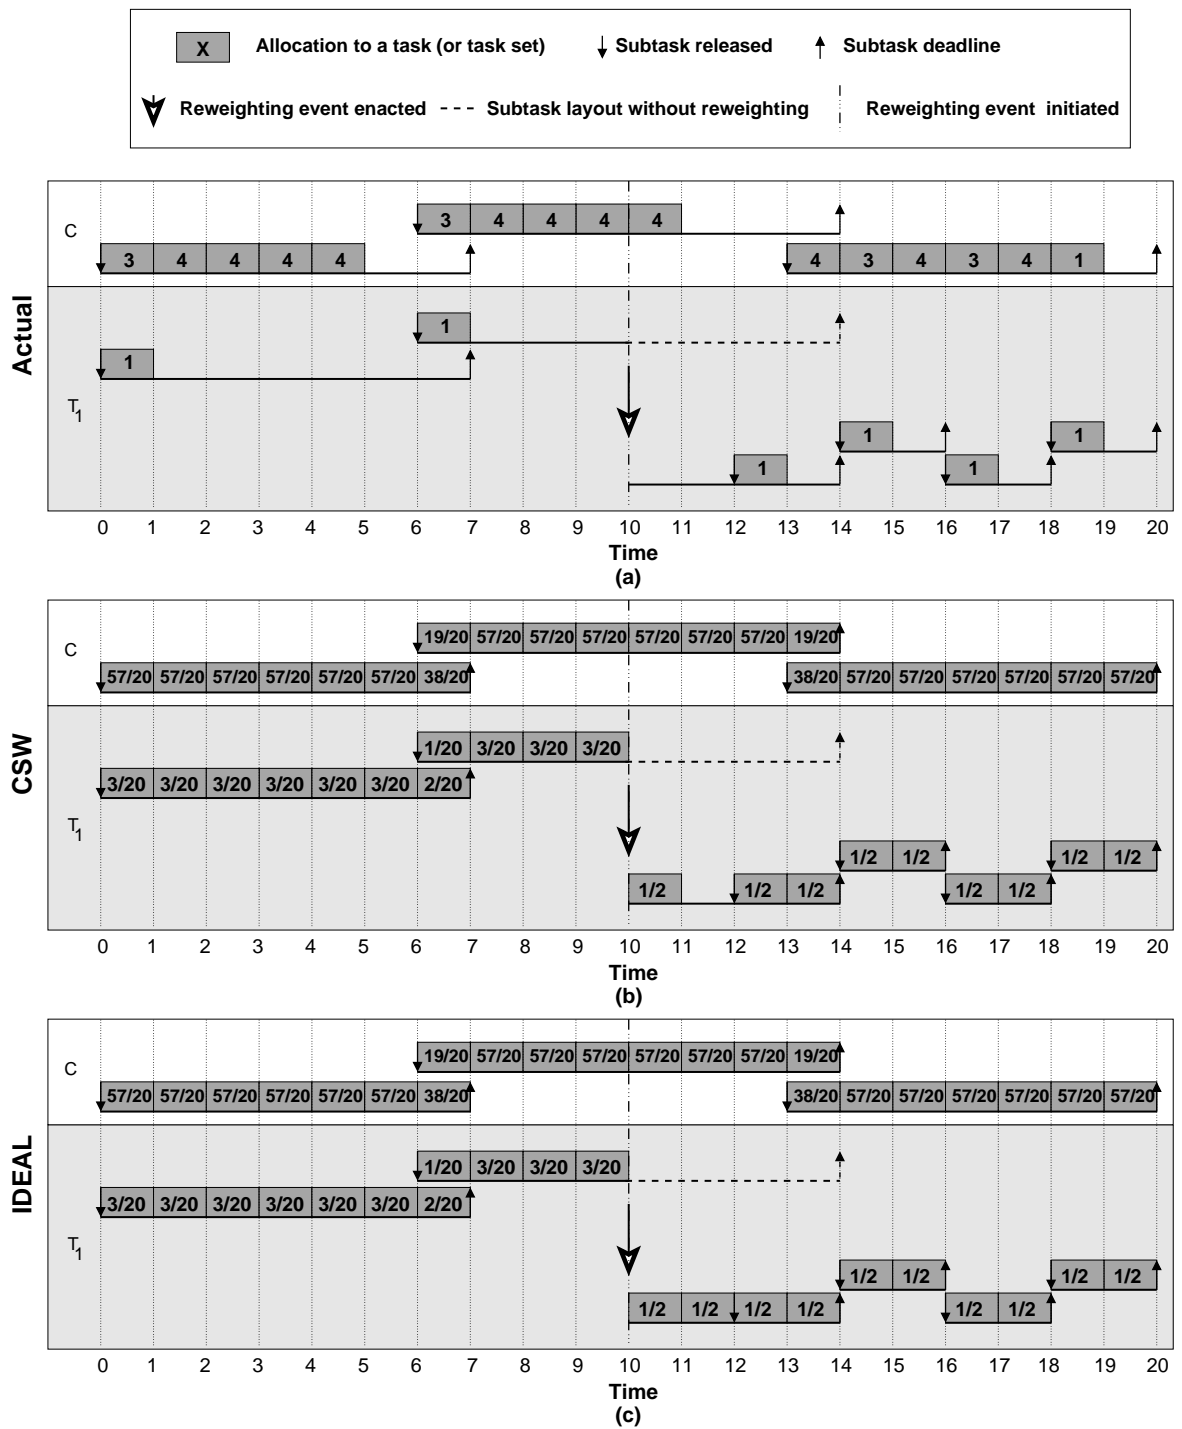 X Allocation to a task (or task set) Subtask released Subtask deadline
Reweighting event enacted Subtask layout without reweighting Reweighting event initiated
Actual
C
3 4 4 4 4
3 4 4 4 4
4 3 4 3 4 1
T1
1
1
1
1
1
1
0 1 2 3 4 5 6 7 8 9 10 11 12 13 14 15 16 17 18 19 20
Time
(a)
CSW
C
19/20 57/20 57/20 57/20 57/20 57/20 57/20 19/20
57/20 57/20 57/20 57/20 57/20 57/20 38/20 38/20 57/20 57/20 57/20 57/20 57/20 57/20
T1
1/20 3/20 3/20 3/20
3/20 3/20 3/20 3/20 3/20 3/20 2/20
1/2 1/2 1/2 1/2
1/2 1/2 1/2 1/2 1/2
0 1 2 3 4 5 6 7 8 9 10 11 12 13 14 15 16 17 18 19 20
Time
(b)
IDEAL
C
19/20 57/20 57/20 57/20 57/20 57/20 57/20 19/20
57/20 57/20 57/20 57/20 57/20 57/20 38/20 38/20 57/20 57/20 57/20 57/20 57/20 57/20
T1
1/20 3/20 3/20 3/20
3/20 3/20 3/20 3/20 3/20 3/20 2/20
1/2 1/2 1/2 1/2
1/2 1/2 1/2 1/2 1/2 1/2
0 1 2 3 4 5 6 7 8 9 10 11 12 13 14 15 16 17 18 19 20
Time
(c)